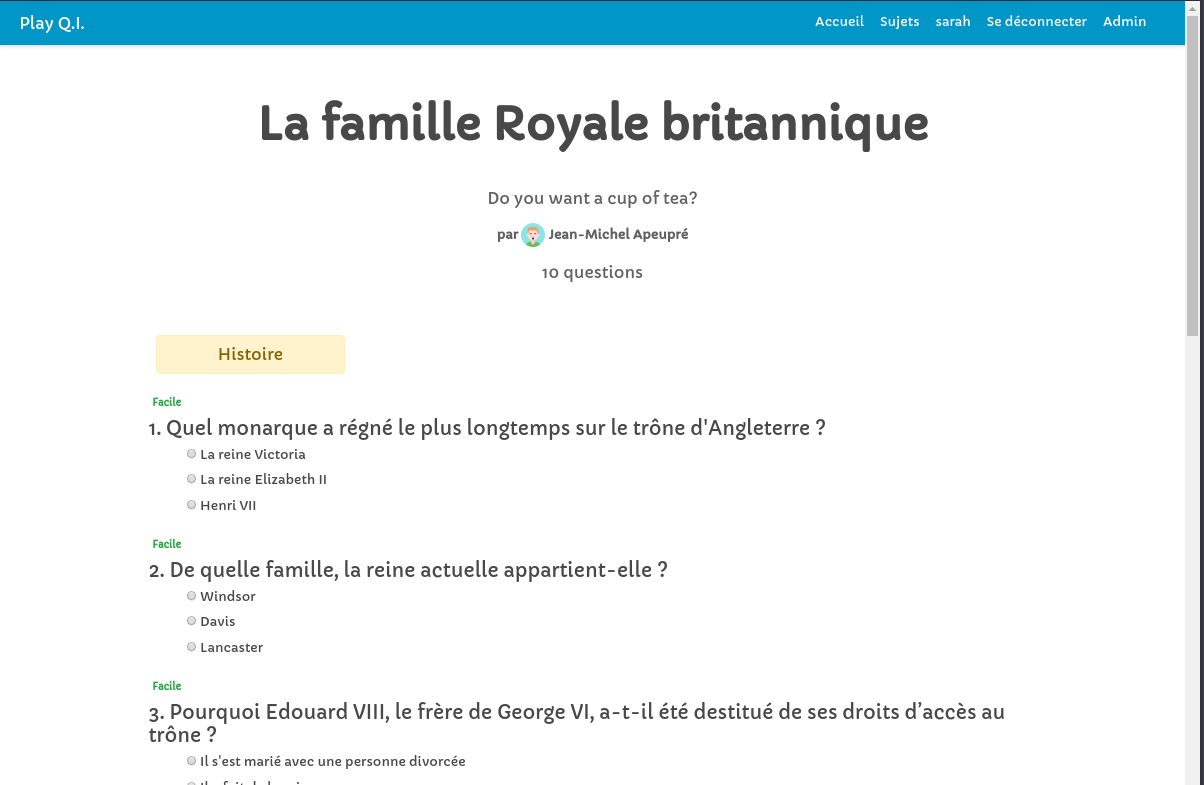 Play Q.I.
Accueil Sujets sarah Se déconnecter Admin
La famille Royale britannique
Do you want a cup of tea?
par Jean-Michel Apeupré
10 questions
Histoire
Facile
1. Quel monarque a régné le plus longtemps sur le trône d'Angleterre ?
La reine Victoria
La reine Elizabeth II
Henri VII
Facile
2. De quelle famille, la reine actuelle appartient-elle ?
Windsor
Davis
Lancaster
Facile
3. Pourquoi Edouard VIII, le frère de George VI, a-t-il été destitué de ses droits d’accès au
trône ?
Il s'est marié avec une personne divorcée